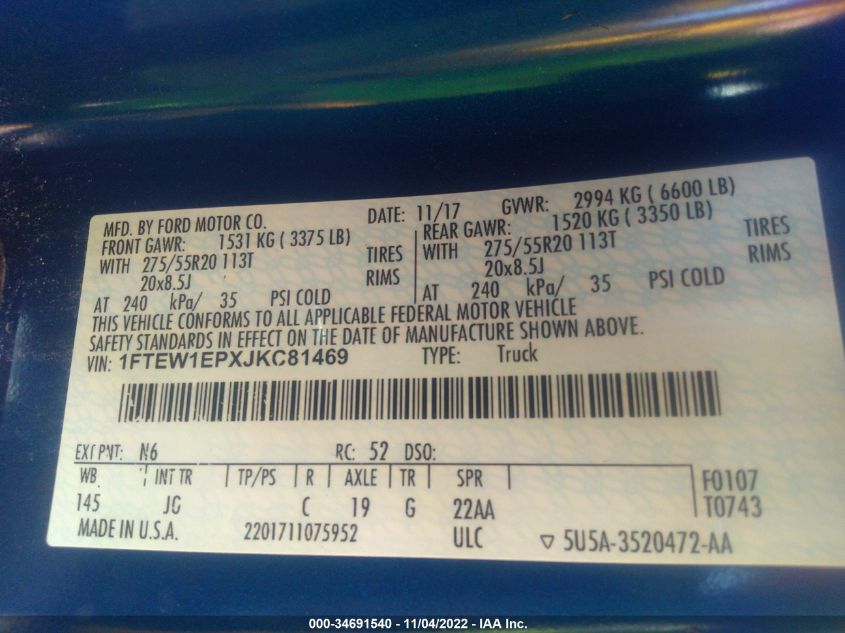 MFD. BY FORD MOTOR CO. DATE: 11/17 GVWR: 2994 KG ( 6600 LB)
FRONT GAWR: 1531 KG ( 3375 LB) REAR GAWR: 1520 KG ( 3350 LB)
WITH 275/55R20 113T TIRES WITH 275/55R20 113T TIRES
20x8.5J RIMS 20x8.5J RIMS
AT 240 kPa/ 35 PSI COLD AT 240 kPa/ 35 PSI COLD
THIS VEHICLE CONFORMS TO ALL APPLICABLE FEDERAL MOTOR VEHICLE
SAFETY STANDARDS IN EFFECT ON THE DATE OF MANUFACTURE SHOWN ABOVE.
VIN: 1FTEW1EPXJKC81469 TYPE: Truck
EXT PNT: N6 RC: 52 DSO:
WB INT TR TP/PS R AXLE TR SPR F0107
145 JG C 19 G 22AA T0743
MADE IN U.S.A. 2201711075952 ULC ▽ 5U5A-3520472-AA
000-34691540 - 11/04/2022 - IAA Inc.